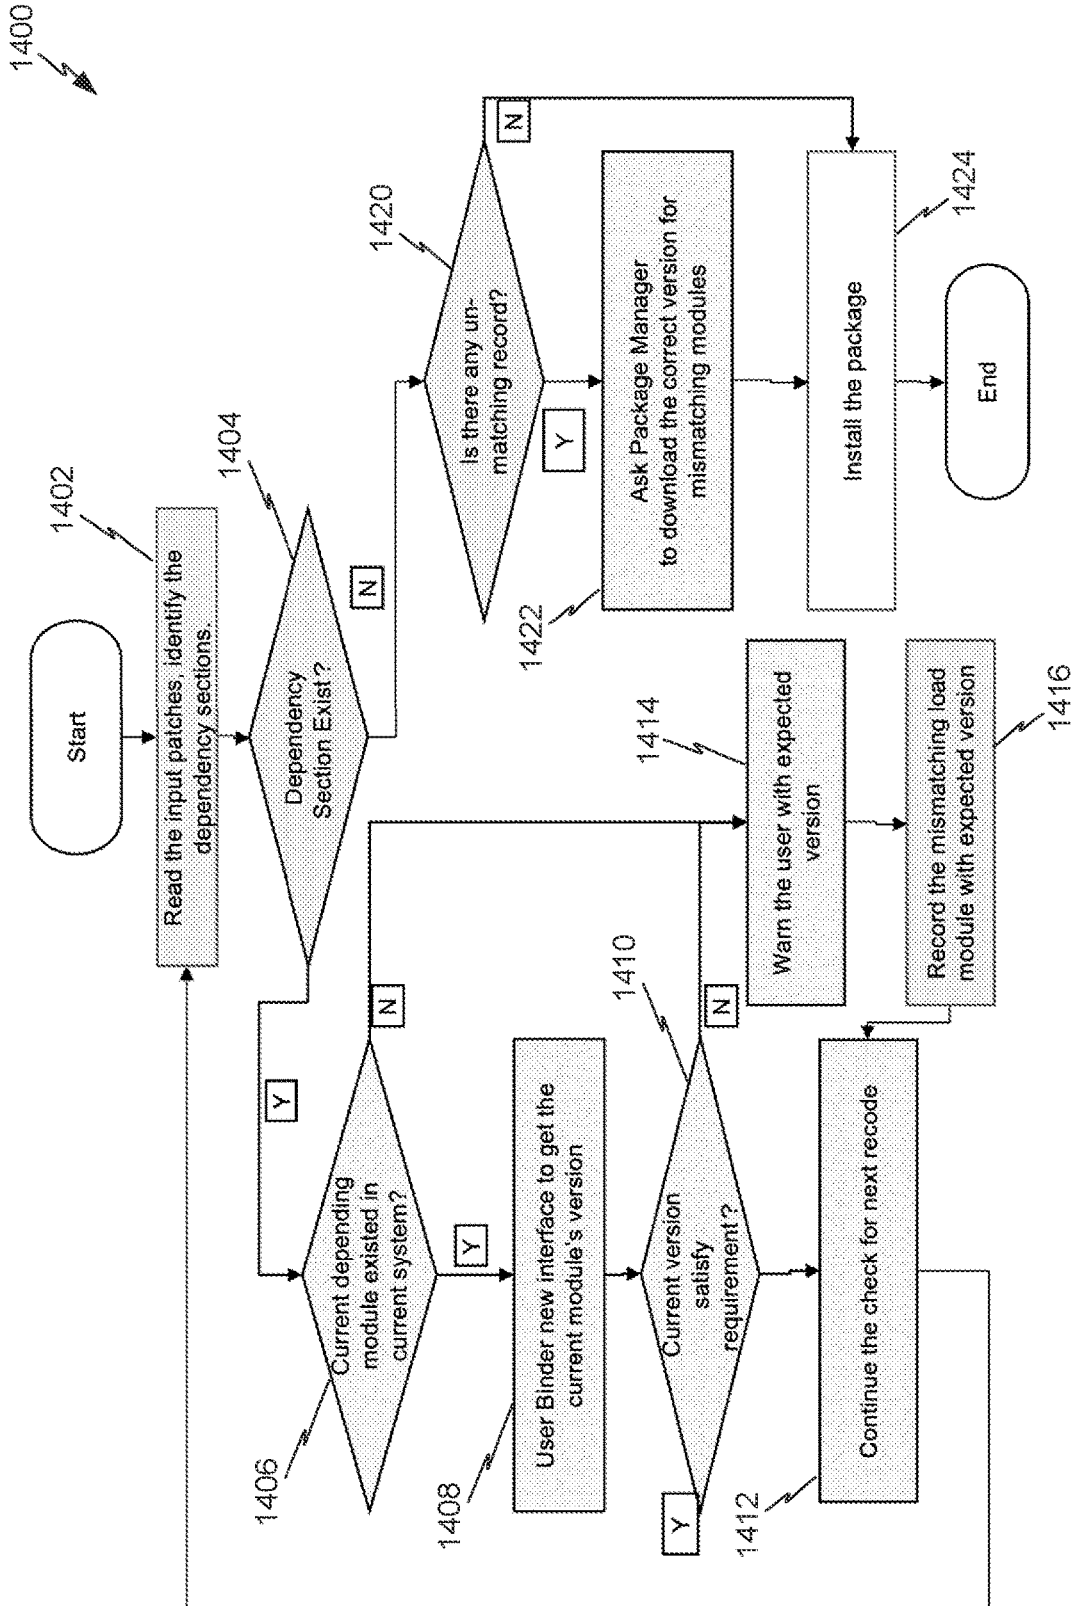 1400
Start
1402
Read the input patches, identify the
dependency sections.
1404
Dependency
Section Exist?
Y
N
1406
Current depending
module existed in
current system?
N
Y
1408
User Binder new interface to get the
current module's version
1410
Current version
satisfy
requirement?
N
Y
1412
Continue the check for next recode
1414
Warn the user with expected
version
1416
Record the mismatching load
module with expected version
1420
Is there any un-
matching record?
N
Y
1422
Ask Package Manager
to download the correct version for
mismatching modules
1424
Install the package
End